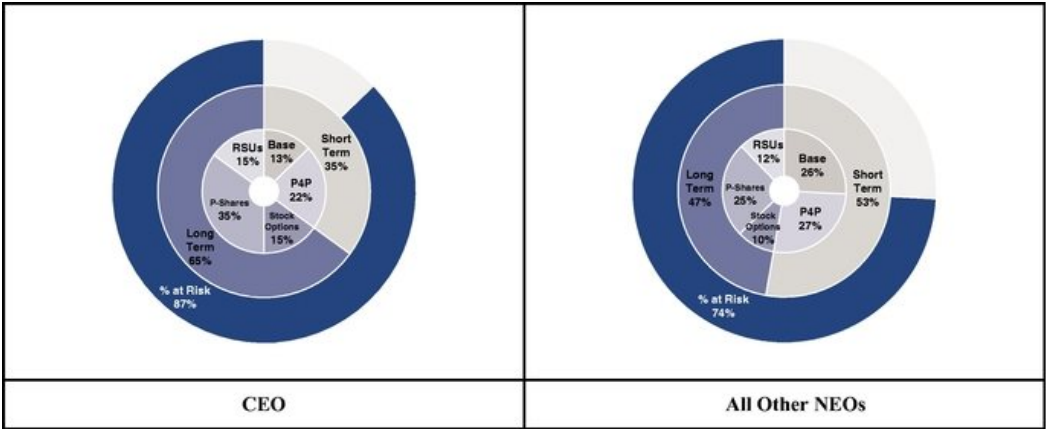 RSUs
15%
Base
13%
Short
Term
35%
P4P
22%
P-Shares
35%
Stock
Options
15%
Long
Term
65%
% at Risk
87%
CEO
RSUs
12%
Base
26%
Long
Term
47%
P-Shares
25%
Short
Term
53%
Stock
Options
10%
P4P
27%
% at Risk
74%
All Other NEOs